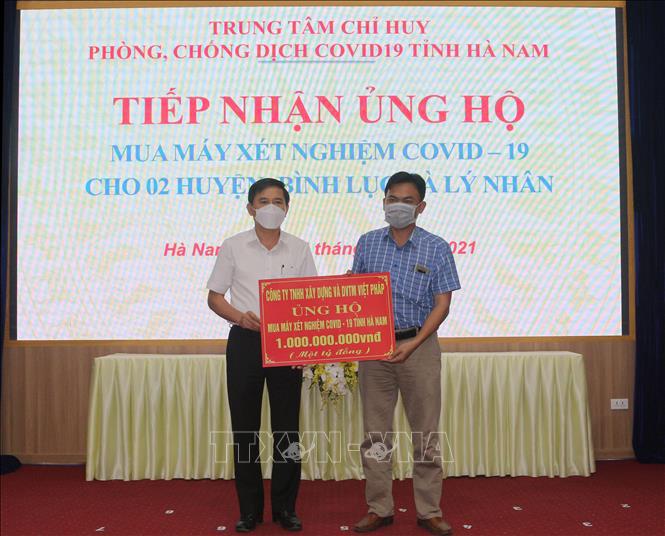 TRUNG TÂM CHỈ HUY
PHÒNG, CHỐNG DỊCH COVID19 TỈNH HÀ NAM
TIẾP NHẬN ỦNG HỘ
MUA MÁY XÉT NGHIỆM COVID – 19
CHO 02 HUYỆN BÌNH LỤC LÝ NHÂN
Hà Nam 2021
CÔNG TY TNHH XÂY DỰNG VÀ DVTM VIỆT PHÁP
ỦNG HỘ
MUA MÁY XÉT NGHIỆM COVID - 19 TỈNH HÀ NAM
1.000.000.000vnđ
( Một tỷ đồng )
TTXVN-VNA